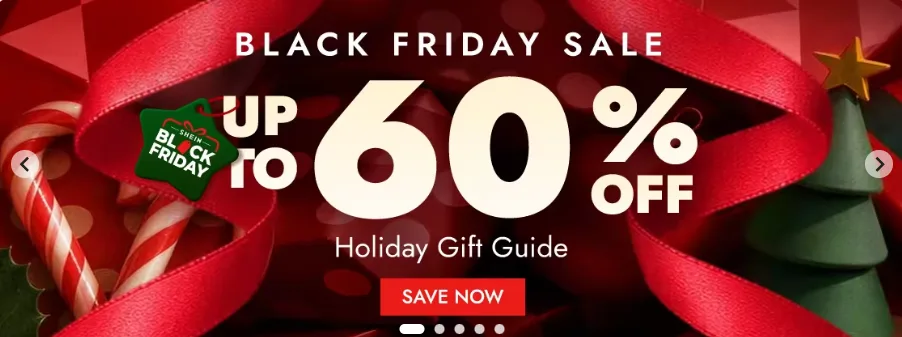 BLACK FRIDAY SALE
SHEIN
BLACK
FRIDAY
UP
TO
60%
OFF
Holiday Gift Guide
SAVE NOW